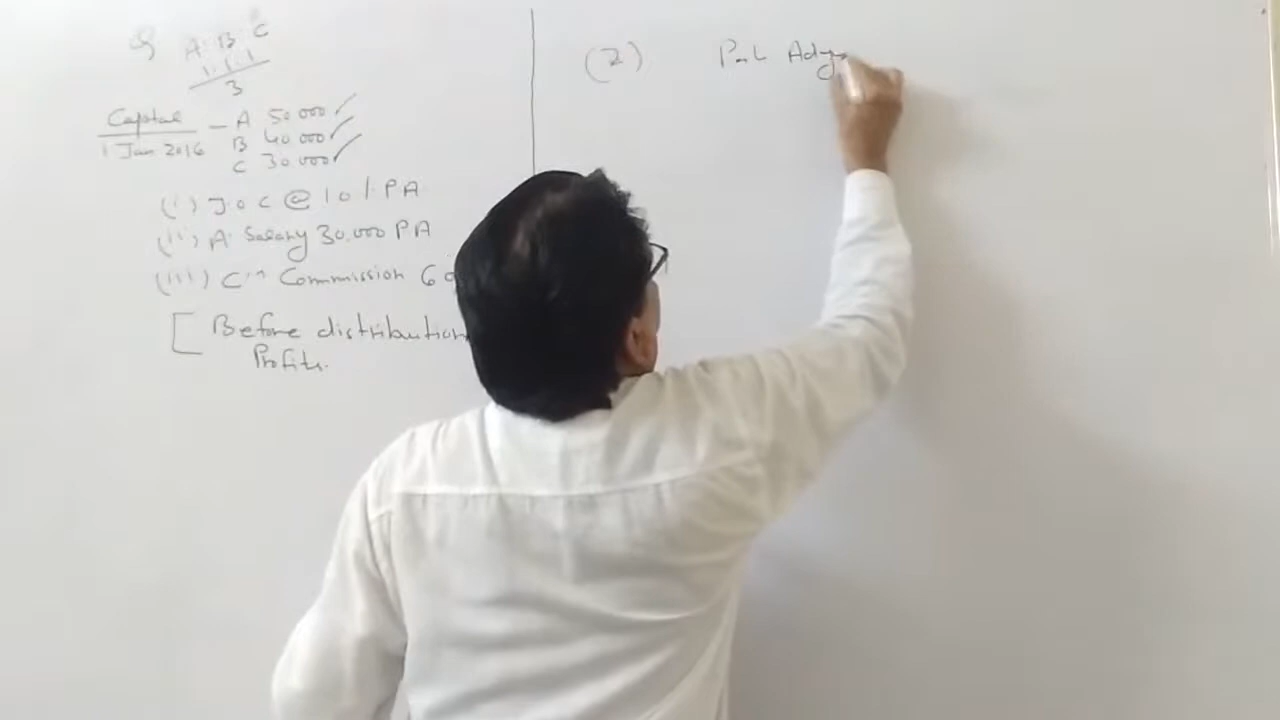 Q A: B: C
1:1:1
3
Capital
1 Jan 2016
A 50 000 ✓
B 40 000 ✓
C 30 000 ✓
(i) I.O.C @ 10% PA
(ii) A. Salary 30,000 PA
(iii) C'n Commission 60
[ Before distribution
Profits.
(2) P n L Adj